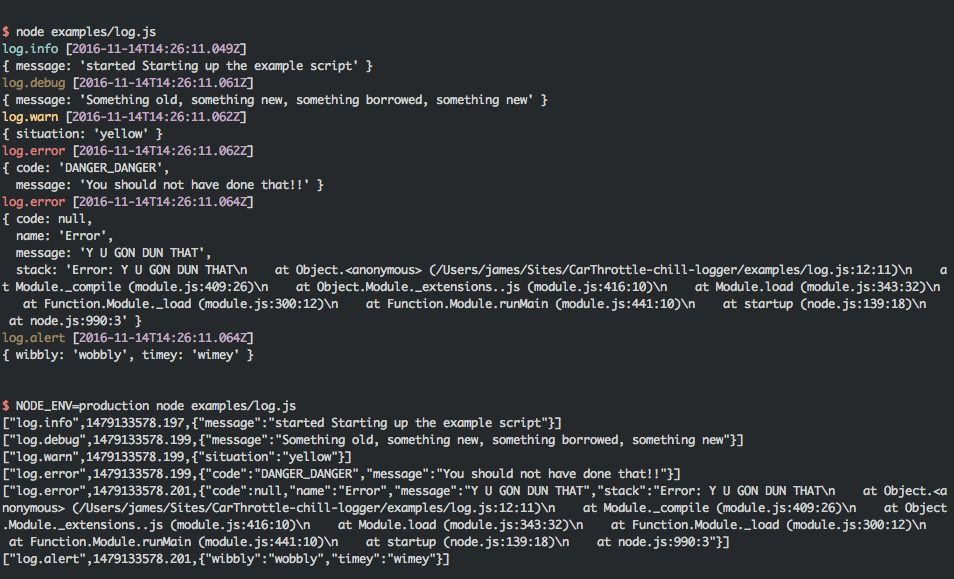 $ node examples/log.js
log.info [2016-11-14T14:26:11.049Z]
{ message: 'started Starting up the example script' }
log.debug [2016-11-14T14:26:11.061Z]
{ message: 'Something old, something new, something borrowed, something new' }
log.warn [2016-11-14T14:26:11.062Z]
{ situation: 'yellow' }
log.error [2016-11-14T14:26:11.062Z]
{ code: 'DANGER_DANGER',
  message: 'You should not have done that!!' }
log.error [2016-11-14T14:26:11.064Z]
{ code: null,
  name: 'Error',
  message: 'Y U GON DUN THAT',
  stack: 'Error: Y U GON DUN THAT\n    at Object.<anonymous> (/Users/james/Sites/CarThrottle-chill-logger/examples/log.js:12:11)\n    a
t Module._compile (module.js:409:26)\n    at Object.Module._extensions..js (module.js:416:10)\n    at Module.load (module.js:343:32)\n
   at Function.Module._load (module.js:300:12)\n    at Function.Module.runMain (module.js:441:10)\n    at startup (node.js:139:18)\n
 at node.js:990:3' }
log.alert [2016-11-14T14:26:11.064Z]
{ wibbly: 'wobbly', timey: 'wimey' }
$ NODE_ENV=production node examples/log.js
["log.info",1479133578.197,{"message":"started Starting up the example script"}]
["log.debug",1479133578.199,{"message":"Something old, something new, something borrowed, something new"}]
["log.warn",1479133578.199,{"situation":"yellow"}]
["log.error",1479133578.199,{"code":"DANGER_DANGER","message":"You should not have done that!!"}]
["log.error",1479133578.201,{"code":null,"name":"Error","message":"Y U GON DUN THAT","stack":"Error: Y U GON DUN THAT\n    at Object.<a
nonymous> (/Users/james/Sites/CarThrottle-chill-logger/examples/log.js:12:11)\n    at Module._compile (module.js:409:26)\n    at Object
.Module._extensions..js (module.js:416:10)\n    at Module.load (module.js:343:32)\n    at Function.Module._load (module.js:300:12)\n
 at Function.Module.runMain (module.js:441:10)\n    at startup (node.js:139:18)\n    at node.js:990:3"}]
["log.alert",1479133578.201,{"wibbly":"wobbly","timey":"wimey"}]